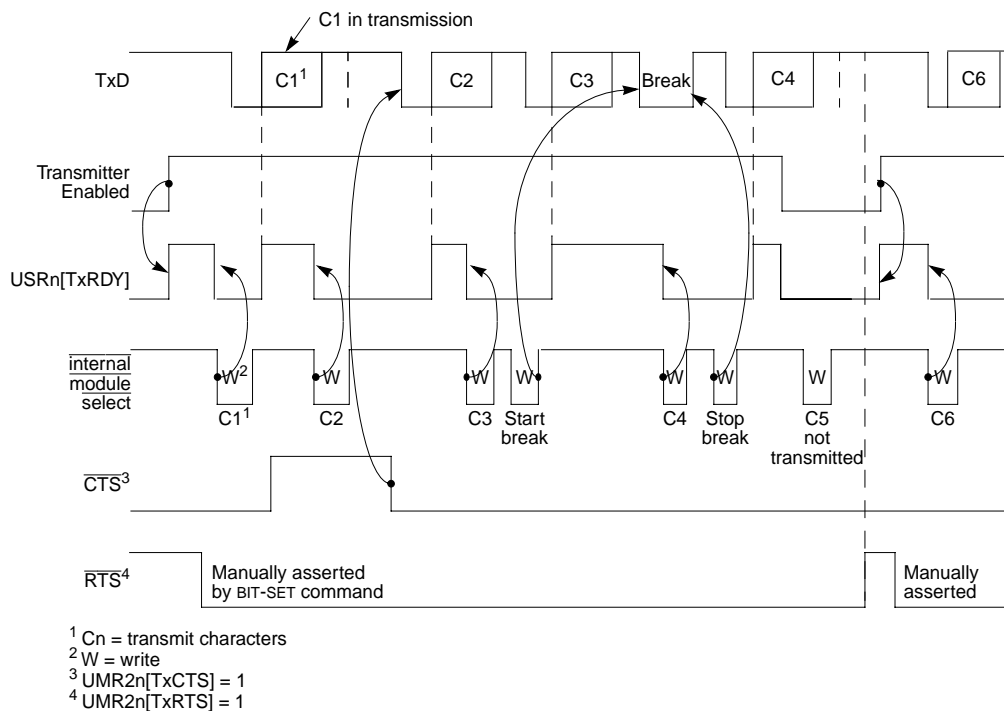 C1 in transmission
TxD
C1¹
C2
C3
Break
C4
C6
Transmitter
Enabled
USRn[TxRDY]
internal
module
select
W²
W
W
W
W
W
W
W
C1¹
C2
C3
Start
break
C4
Stop
break
C5
not
transmitted
C6
CTS³
RTS⁴
Manually asserted
by BIT-SET command
Manually
asserted
¹ Cn = transmit characters
² W = write
³ UMR2n[TxCTS] = 1
⁴ UMR2n[TxRTS] = 1